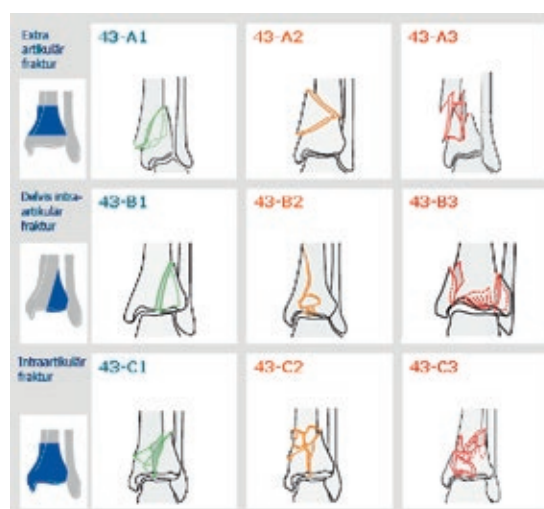 Extra
artikulär
fraktur
43-A1
43-A2
43-A3
Delvis intra-
artikulär
fraktur
43-B1
43-B2
43-B3
Intraartikulär
fraktur
43-C1
43-C2
43-C3